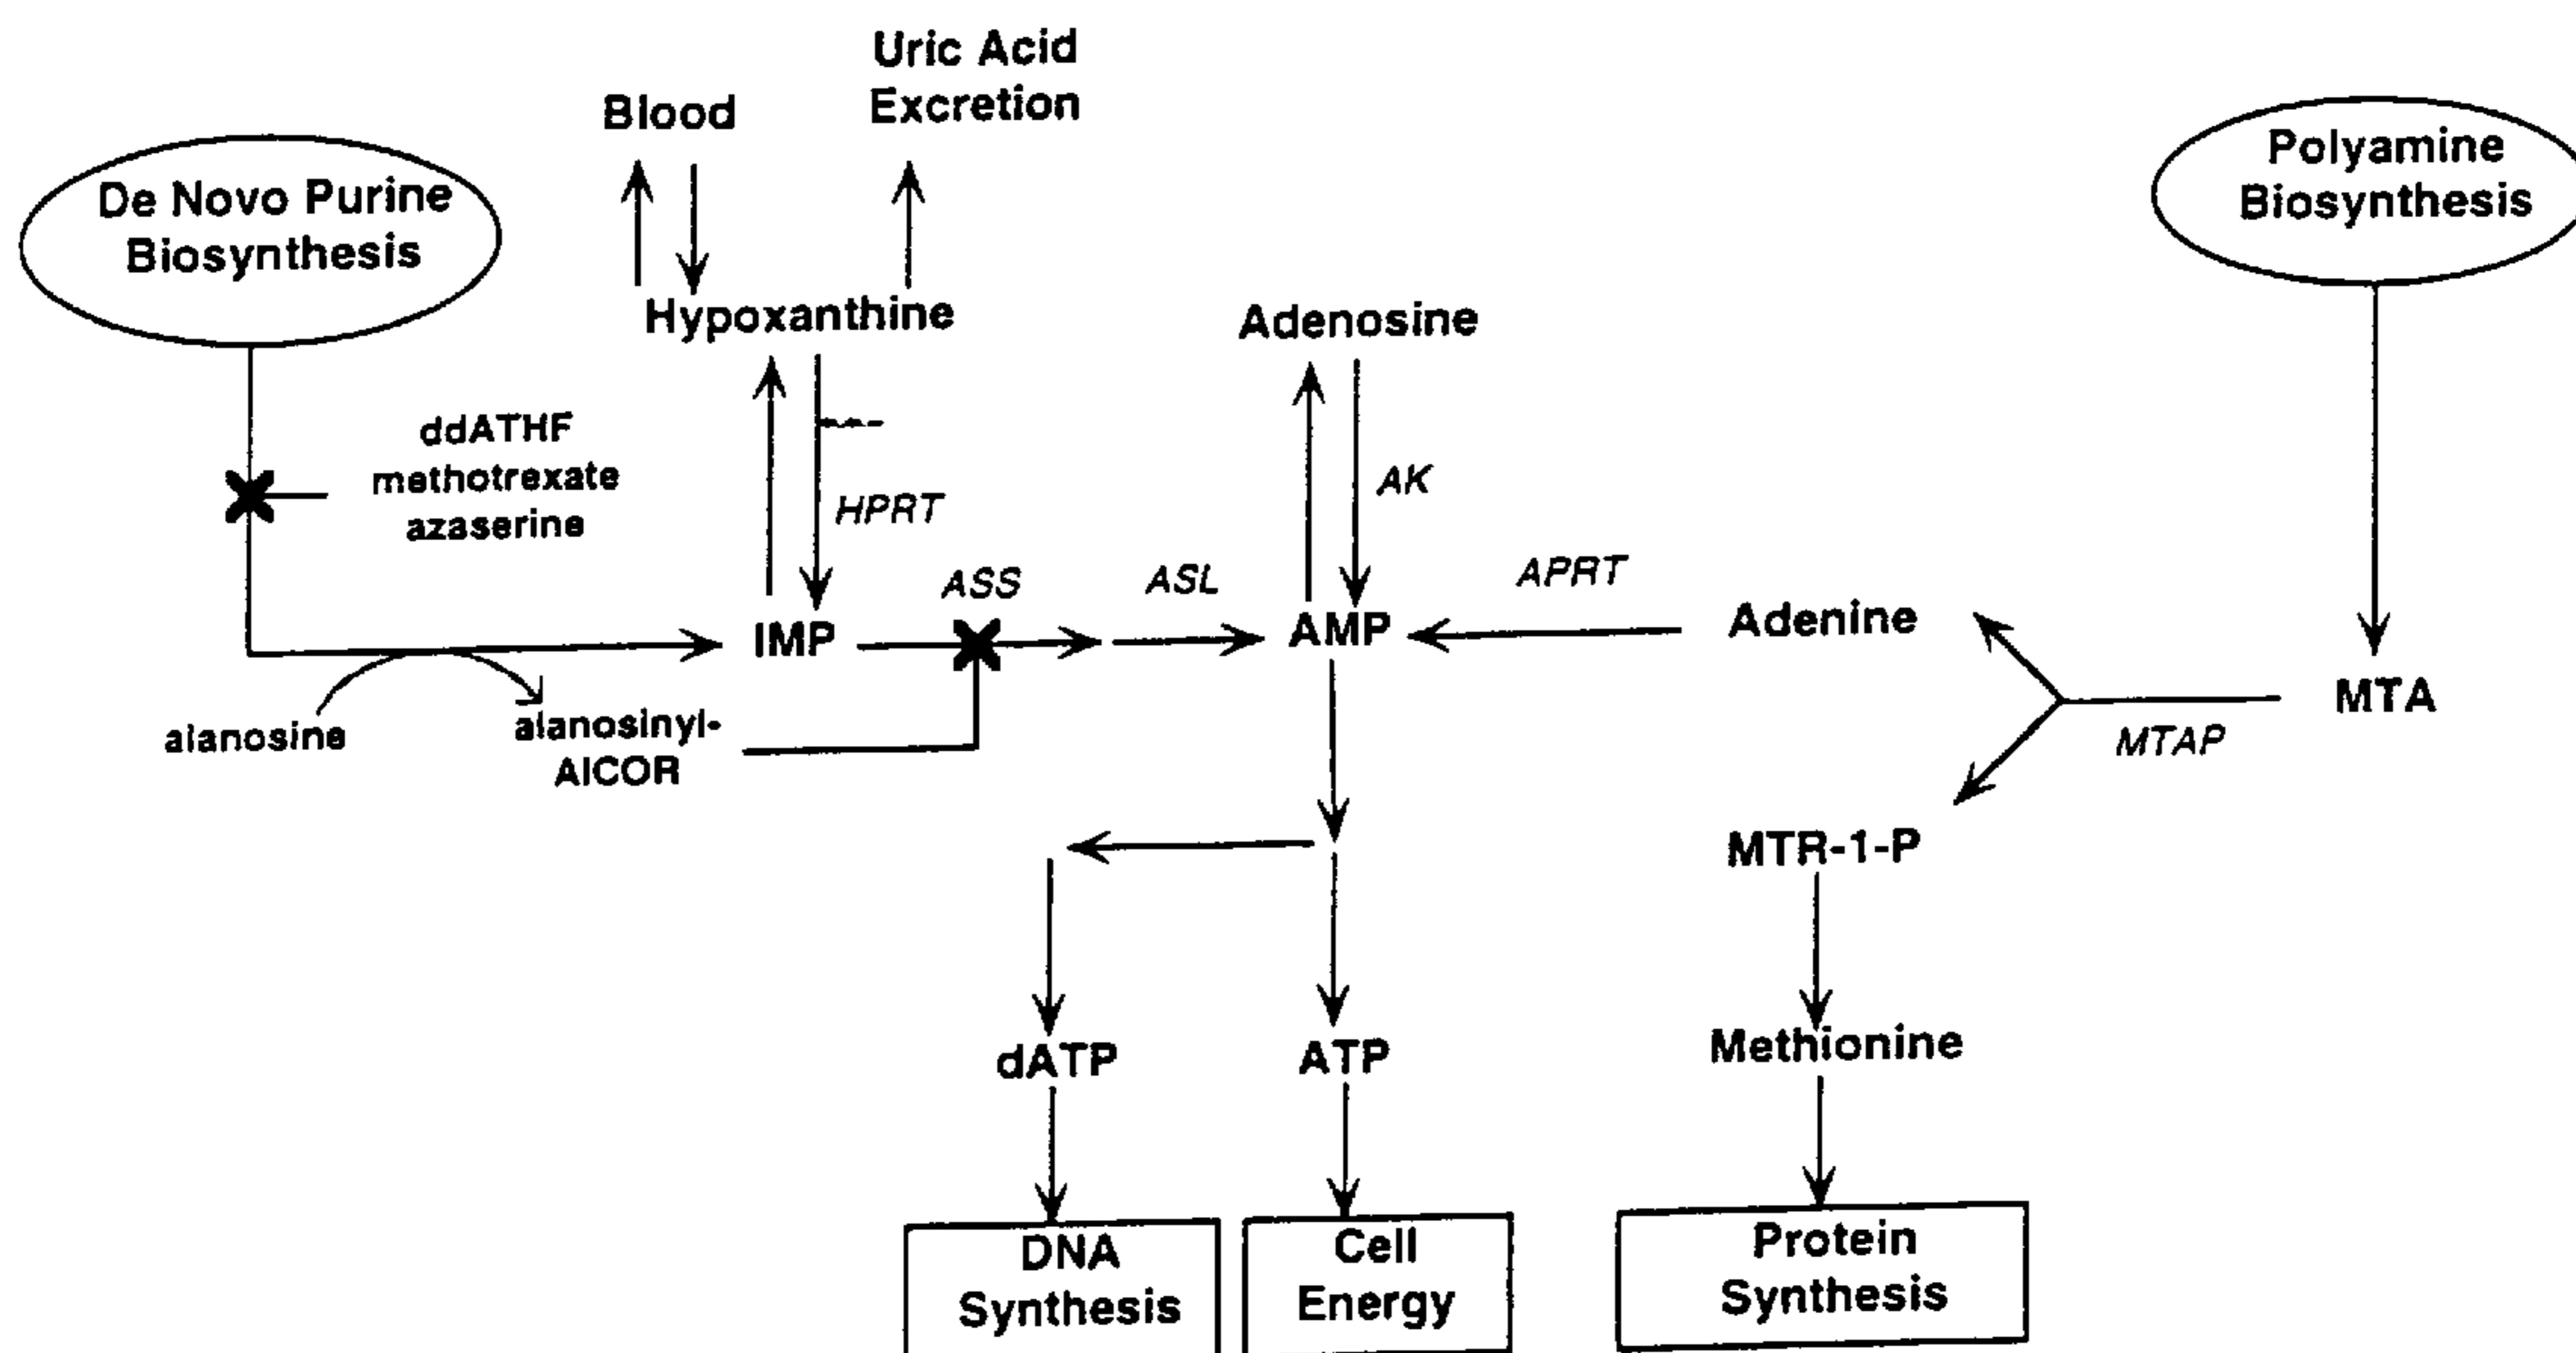 Uric Acid
Excretion
Blood
De Novo Purine
Biosynthesis
Polyamine
Biosynthesis
Hypoxanthine
Adenosine
ddATHF
methotrexate
azaserine
HPRT
AK
ASS
ASL
APRT
IMP
AMP
Adenine
MTA
alanosine
alanosinyl-
AICOR
MTAP
MTR-1-P
dATP
ATP
Methionine
DNA
Synthesis
Cell
Energy
Protein
Synthesis